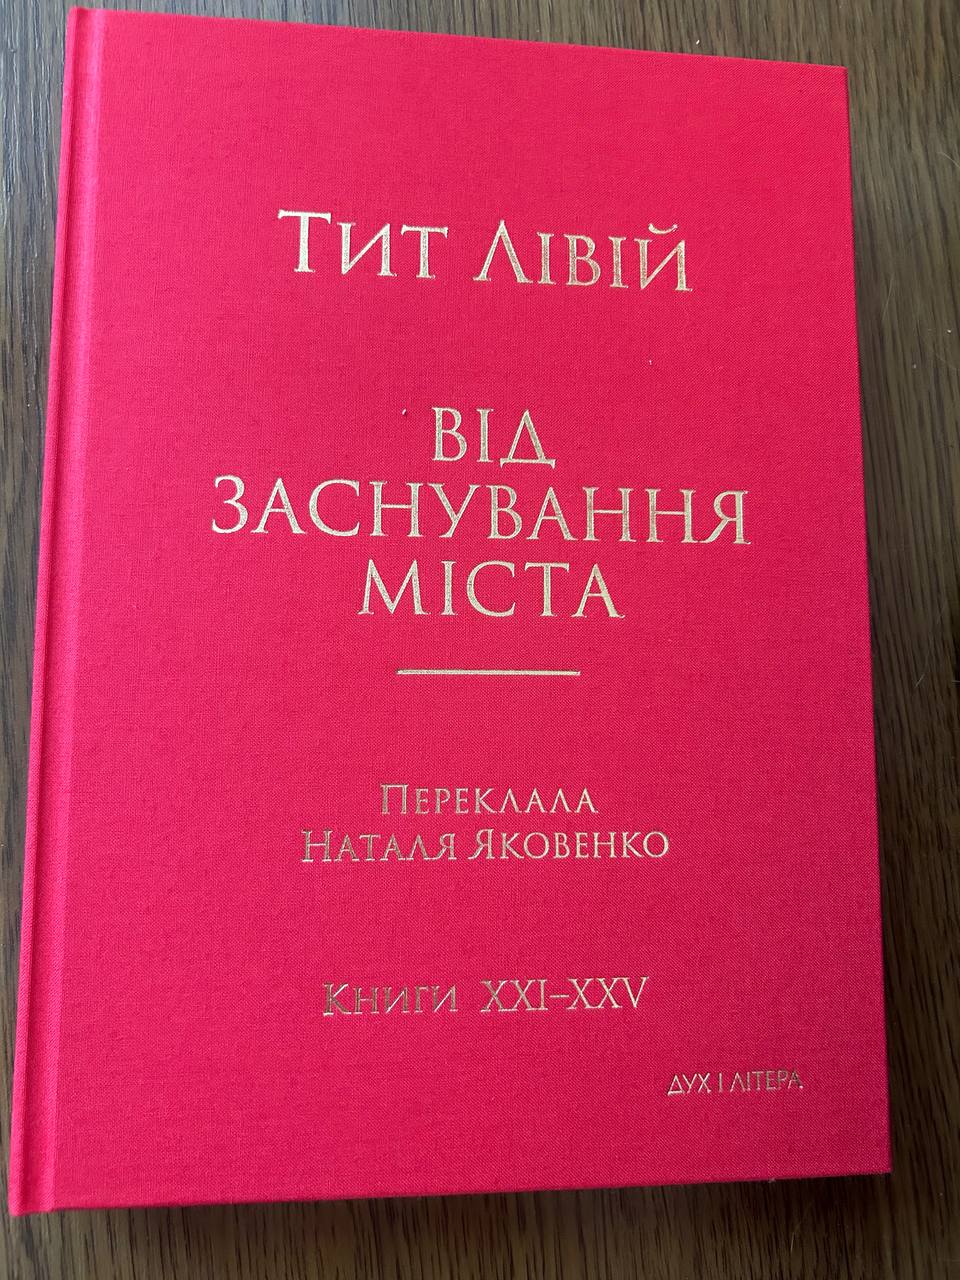 Тит Лівій
ВІД
ЗАСНУВАННЯ
МІСТА
Переклала
Наталя Яковенко
Книги XXI–XXV
ДУХ І ЛІТЕРА